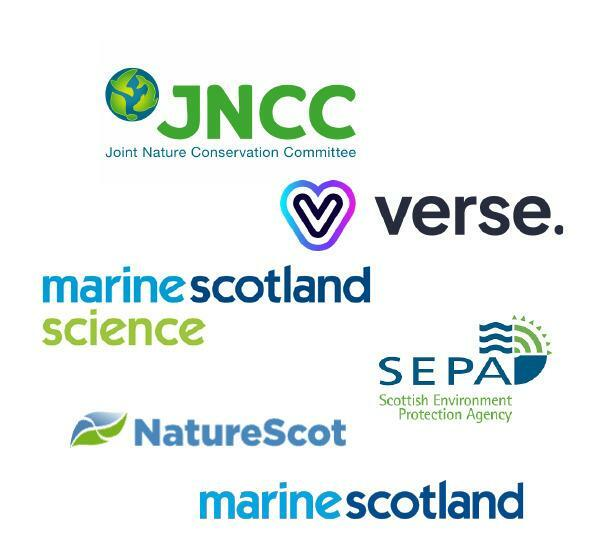 JNCC
Joint Nature Conservation Committee
verse.
marinescotland
science
SEPA
Scottish Environment
Protection Agency
NatureScot
marinescotland